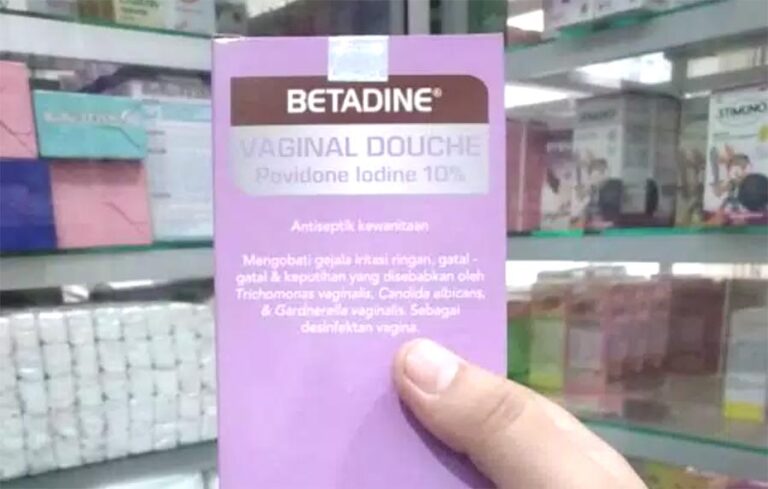 BETADINE®
VAGINAL DOUCHE
Povidone Iodine 10%
Antiseptik kewanitaan
Mengobati gejala iritasi ringan, gatal -
gatal & keputihan yang disebabkan oleh
Trichomonas vaginalis, Candida albicans,
& Gardnerella vaginalis. Sebagai
desinfektan vagina.
STIMUNO